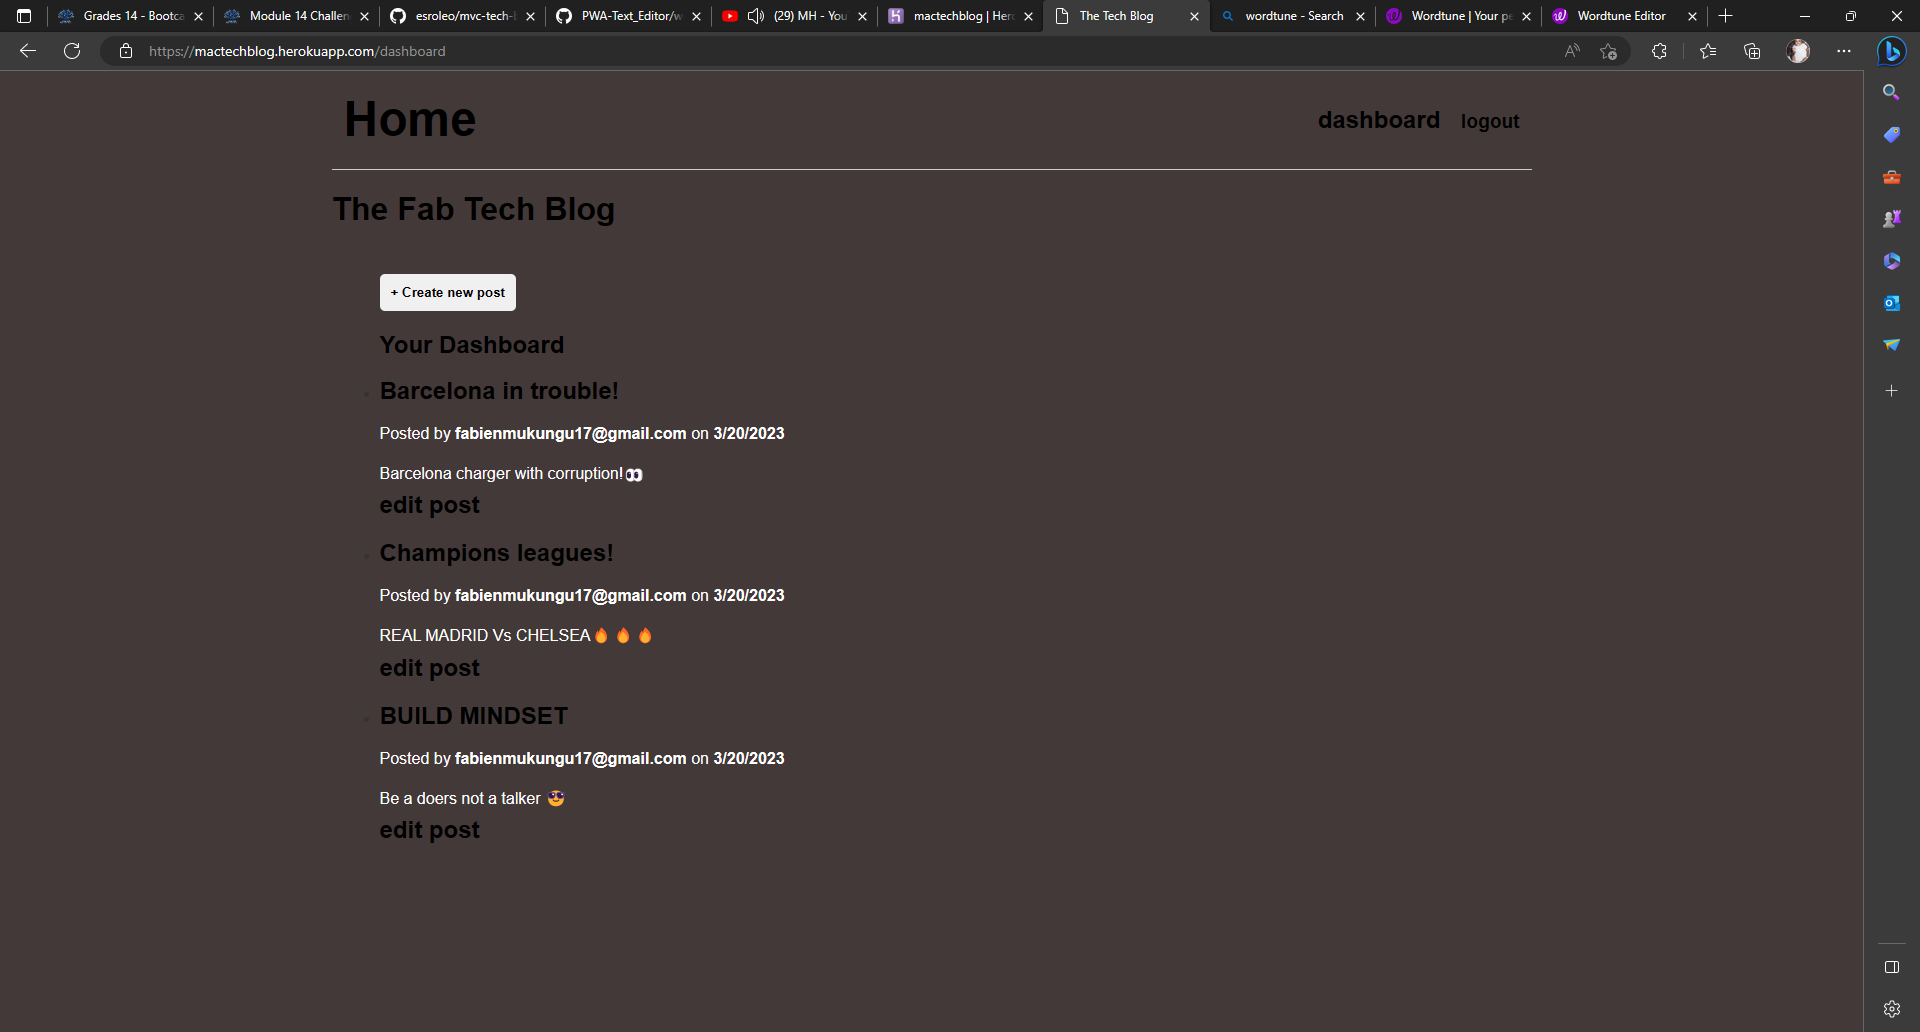 Grades 14 - Bootca
Module 14 Challen
esroleo/mvc-tech-b
PWA-Text_Editor/w
(29) MH - You
mactechblog | Hero
The Tech Blog
wordtune - Search
Wordtune | Your pe
Wordtune Editor
https://mactechblog.herokuapp.com/dashboard
Home
dashboard
logout
The Fab Tech Blog
+ Create new post
Your Dashboard
Barcelona in trouble!
Posted by fabienmukungu17@gmail.com on 3/20/2023
Barcelona charger with corruption!👀
edit post
Champions leagues!
Posted by fabienmukungu17@gmail.com on 3/20/2023
REAL MADRID Vs CHELSEA🔥 🔥 🔥
edit post
BUILD MINDSET
Posted by fabienmukungu17@gmail.com on 3/20/2023
Be a doers not a talker 😎
edit post